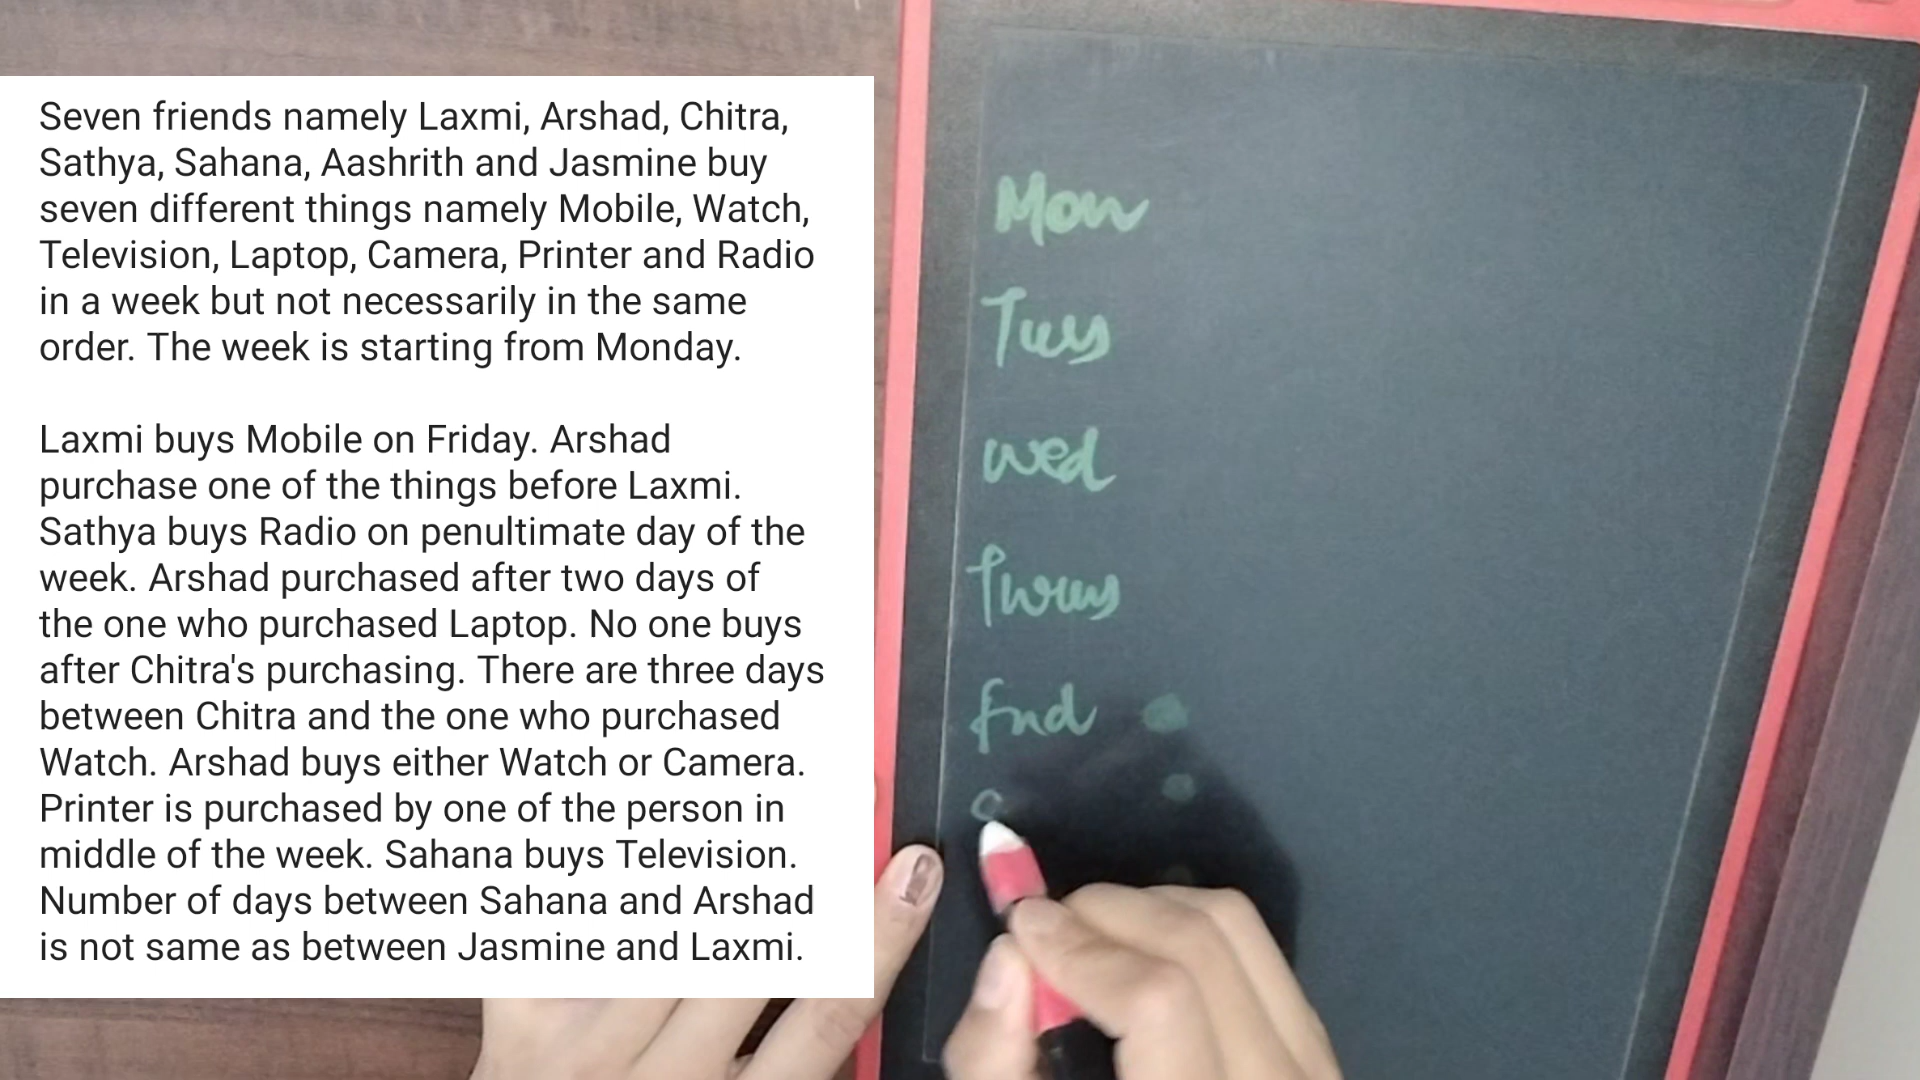 Seven friends namely Laxmi, Arshad, Chitra,
Sathya, Sahana, Aashrith and Jasmine buy
seven different things namely Mobile, Watch,
Television, Laptop, Camera, Printer and Radio
in a week but not necessarily in the same
order. The week is starting from Monday.
Laxmi buys Mobile on Friday. Arshad
purchase one of the things before Laxmi.
Sathya buys Radio on penultimate day of the
week. Arshad purchased after two days of
the one who purchased Laptop. No one buys
after Chitra's purchasing. There are three days
between Chitra and the one who purchased
Watch. Arshad buys either Watch or Camera.
Printer is purchased by one of the person in
middle of the week. Sahana buys Television.
Number of days between Sahana and Arshad
is not same as between Jasmine and Laxmi.
Mon
Tues
Wed
Thurs
Frid